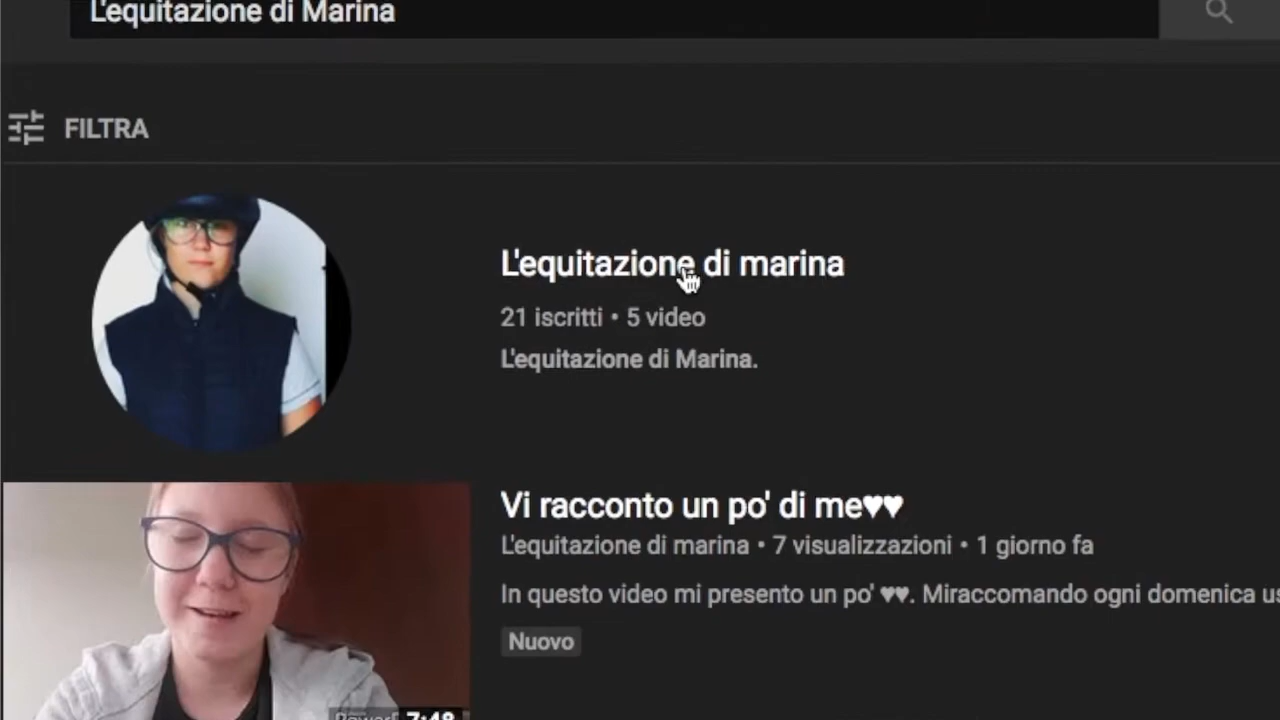 L'equitazione di Marina
FILTRA
L'equitazione di marina
21 iscritti • 5 video
L'equitazione di Marina.
Vi racconto un po' di me♥♥
L'equitazione di marina • 7 visualizzazioni • 1 giorno fa
In questo video mi presento un po' ♥♥. Miraccomando ogni domenica
Nuovo
7:48